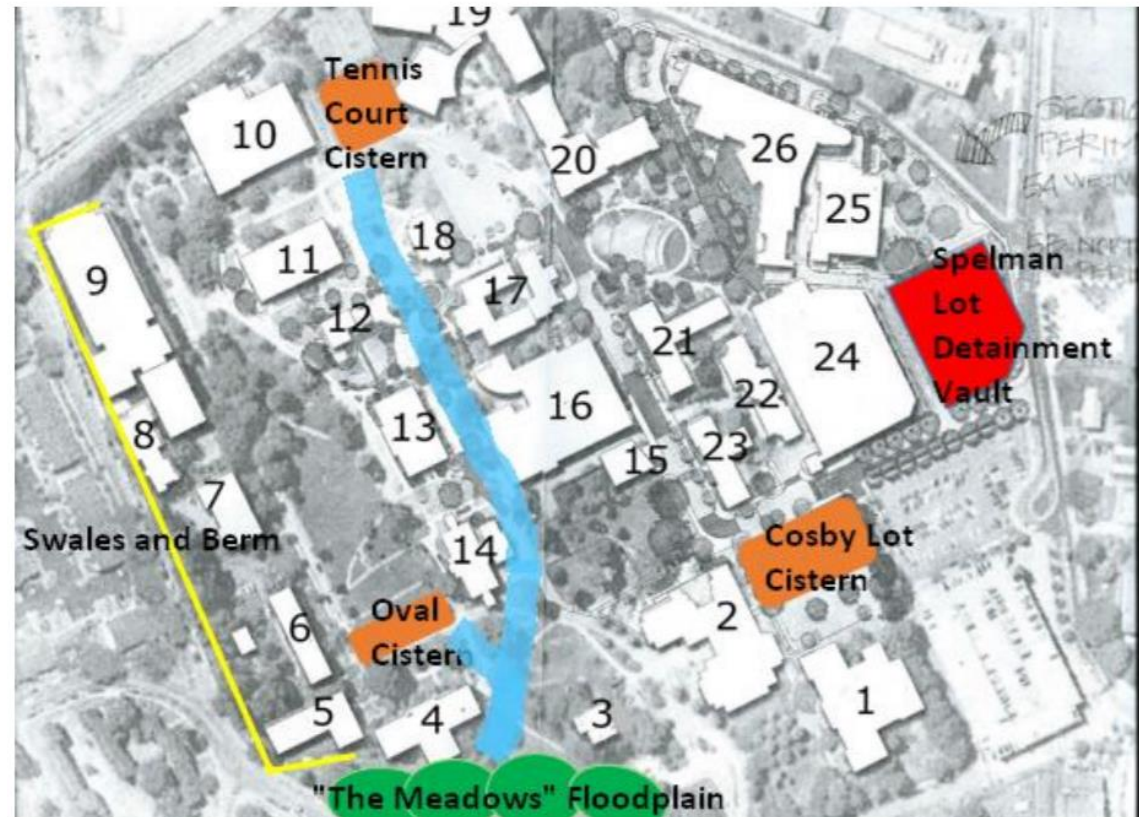 19
Tennis
Court
Cistern
10
20
26
25
18
11
9
17
12
Spelman
Lot
Detainment
Vault
21
24
22
16
13
8
23
15
7
Swales and Berm
14
Cosby Lot
Cistern
Oval
Cistern
6
2
5
4
3
1
"The Meadows" Floodplain